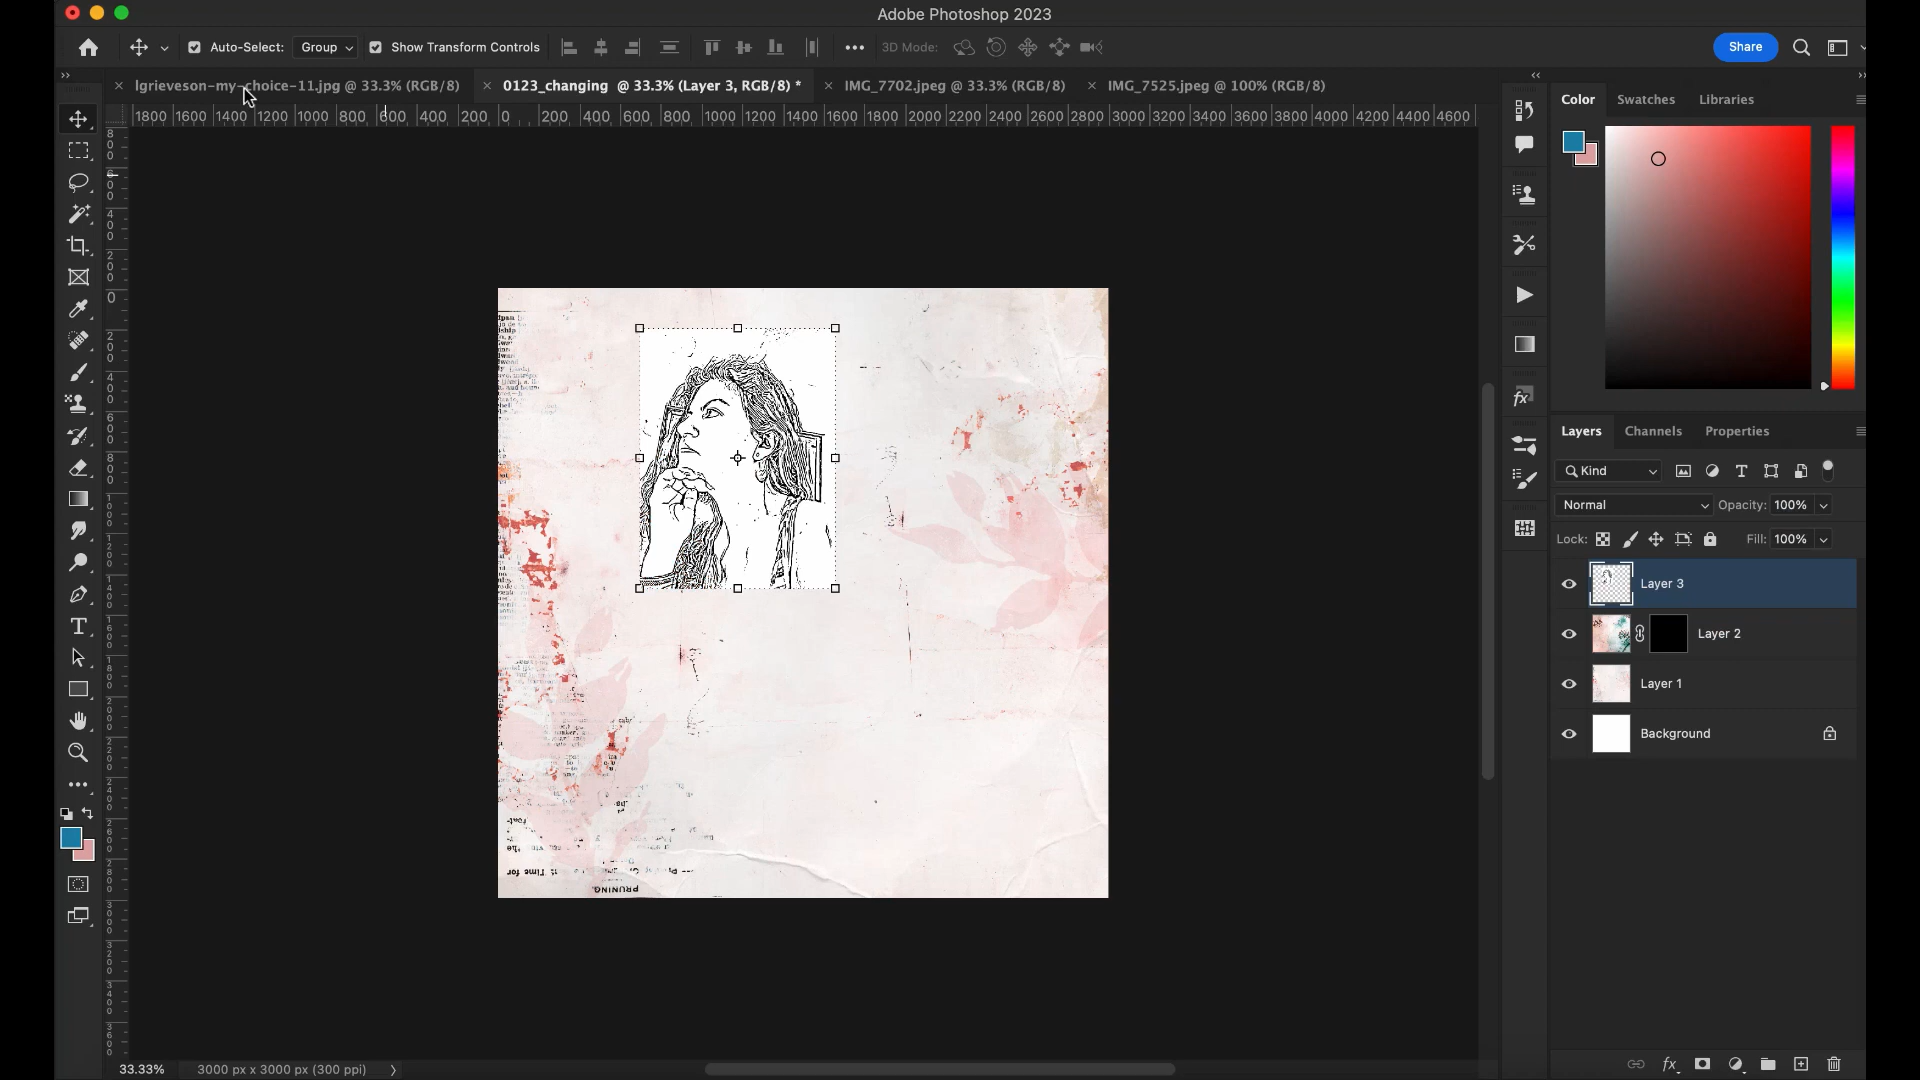 Adobe Photoshop 2023
Auto-Select: Group Show Transform Controls 3D Mode: Share
lgrieveson-my-choice-11.jpg @ 33.3% (RGB/8) 0123_changing @ 33.3% (Layer 3, RGB/8) * IMG_7702.jpeg @ 33.3% (RGB/8) IMG_7525.jpeg @ 100% (RGB/8)
1800 1600 1400 1200 1000 800 600 400 200 0 200 400 600 800 1000 1200 1400 1600 1800 2000 2200 2400 2600 2800 3000 3200 3400 3600 3800 4000 4200 4400 4600
Color Swatches Libraries
Layers Channels Properties
Kind
Normal Opacity: 100%
Lock: Fill: 100%
Layer 3
Layer 2
Layer 1
Background
PRUNING.
33.33% 3000 px x 3000 px (300 ppi)